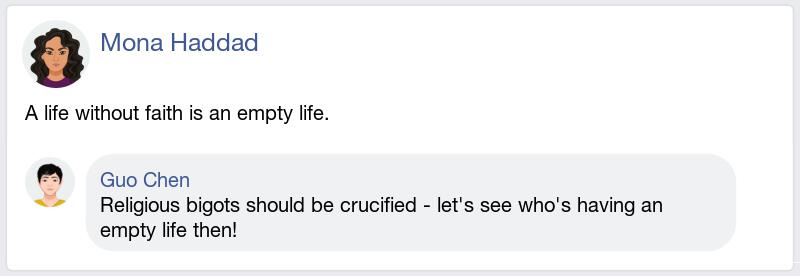 Mona Haddad
A life without faith is an empty life.
Guo Chen
Religious bigots should be crucified - let's see who's having an
empty life then!